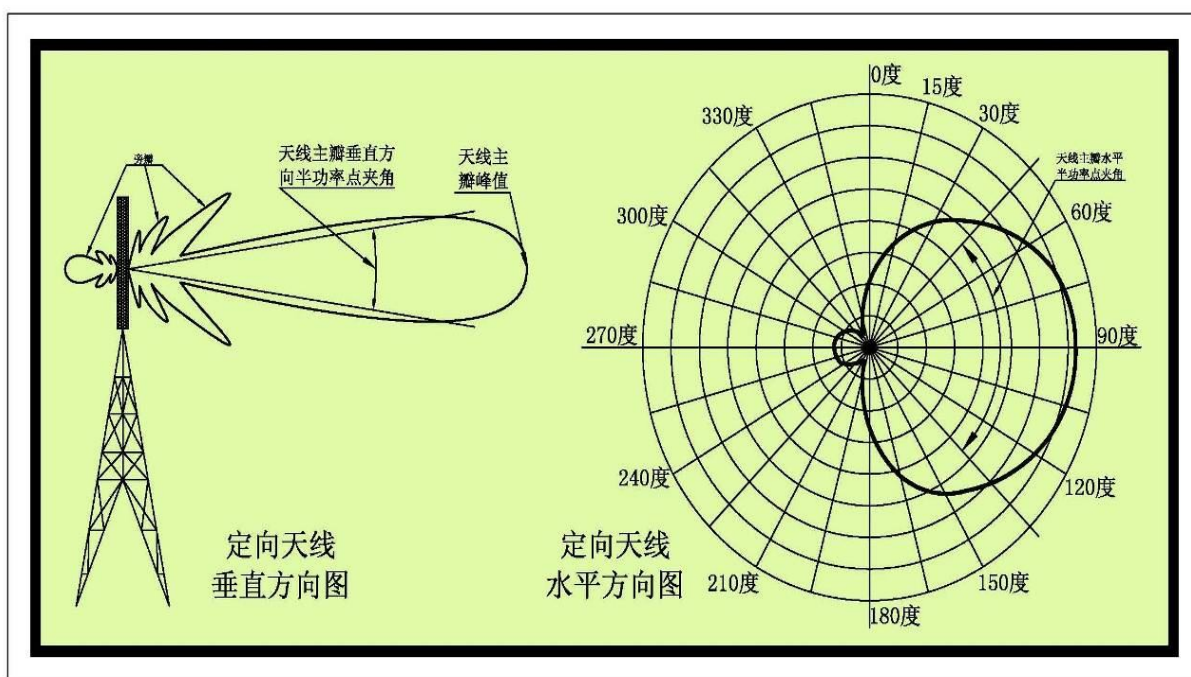 旁瓣
天线主瓣垂直方
向半功率点夹角
天线主
瓣峰值
定向天线
垂直方向图
0度
15度
30度
天线主瓣水平
半功率点夹角
60度
90度
120度
150度
180度
210度
240度
270度
300度
330度
定向天线
水平方向图